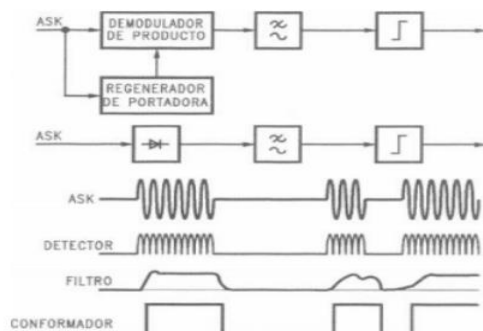 ASK
DEMODULADOR
DE PRODUCTO
REGENERADOR
DE PORTADORA
ASK
ASK
DETECTOR
FILTRO
CONFORMADOR